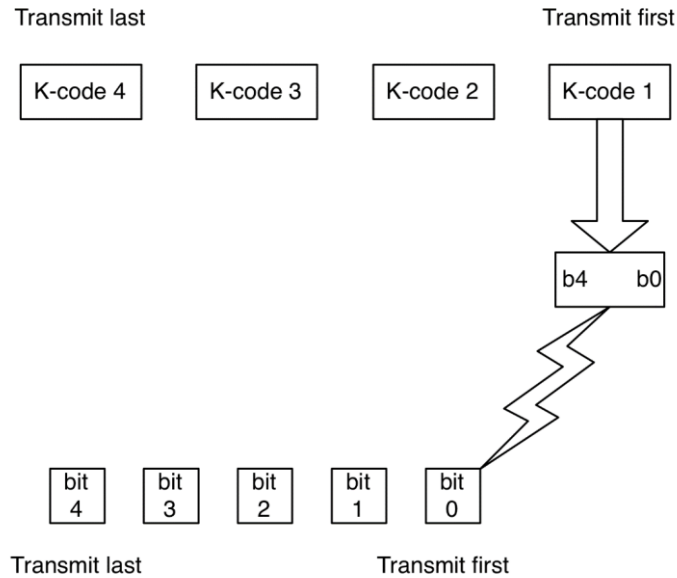 Transmit last
Transmit first
K-code 4
K-code 3
K-code 2
K-code 1
b4
b0
bit
4
bit
3
bit
2
bit
1
bit
0
Transmit last
Transmit first